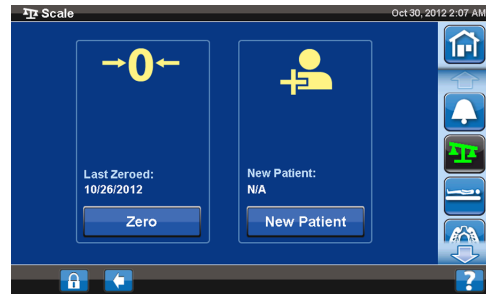 Scale
Oct 30, 2012 2:07 AM
→0←
Last Zeroed:
10/26/2012
Zero
New Patient:
N/A
New Patient
?